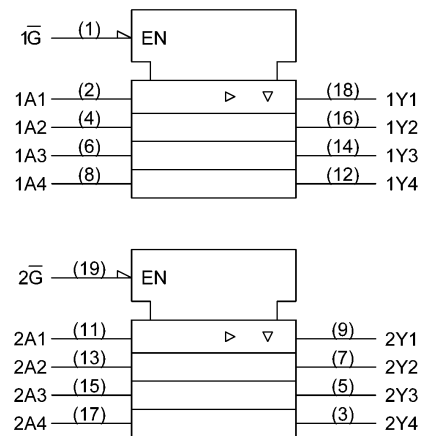 1G̅ (1) EN
1A1 (2) (18) 1Y1
1A2 (4) (16) 1Y2
1A3 (6) (14) 1Y3
1A4 (8) (12) 1Y4
2G̅ (19) EN
2A1 (11) (9) 2Y1
2A2 (13) (7) 2Y2
2A3 (15) (5) 2Y3
2A4 (17) (3) 2Y4